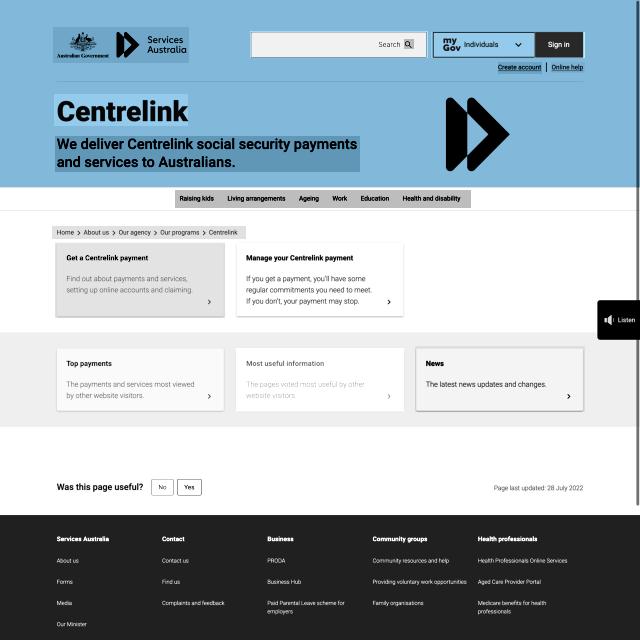 Australian Government
Services
Australia
Search
my
Gov
Individuals
Sign in
Create account
Online help
Centrelink
We deliver Centrelink social security payments
and services to Australians.
Raising kids
Living arrangements
Ageing
Work
Education
Health and disability
Home > About us > Our agency > Our programs > Centrelink
Get a Centrelink payment
Find out about payments and services,
setting up online accounts and claiming.
Manage your Centrelink payment
If you get a payment, you'll have some
regular commitments you need to meet.
If you don't, your payment may stop.
Listen
Top payments
The payments and services most viewed
by other website visitors.
Most useful information
The pages voted most useful by other
website visitors.
News
The latest news updates and changes.
Was this page useful?
No
Yes
Page last updated: 28 July 2022
Services Australia
About us
Forms
Media
Our Minister
Contact
Contact us
Find us
Complaints and feedback
Business
PRODA
Business Hub
Paid Parental Leave scheme for
employers
Community groups
Community resources and help
Providing voluntary work opportunities
Family organisations
Health professionals
Health Professionals Online Services
Aged Care Provider Portal
Medicare benefits for health
professionals